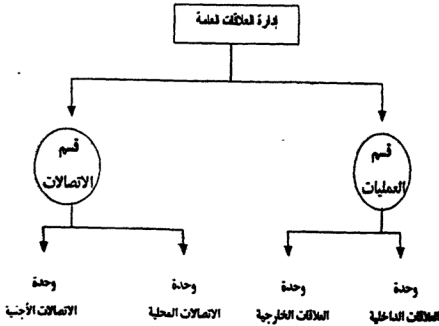 إدارة العلاقات العامة
قسم
العمليات
قسم
الاتصالات
وحدة
العلاقات الداخلية
وحدة
العلاقات الخارجية
وحدة
الاتصالات المحلية
وحدة
الاتصالات الأجنبية